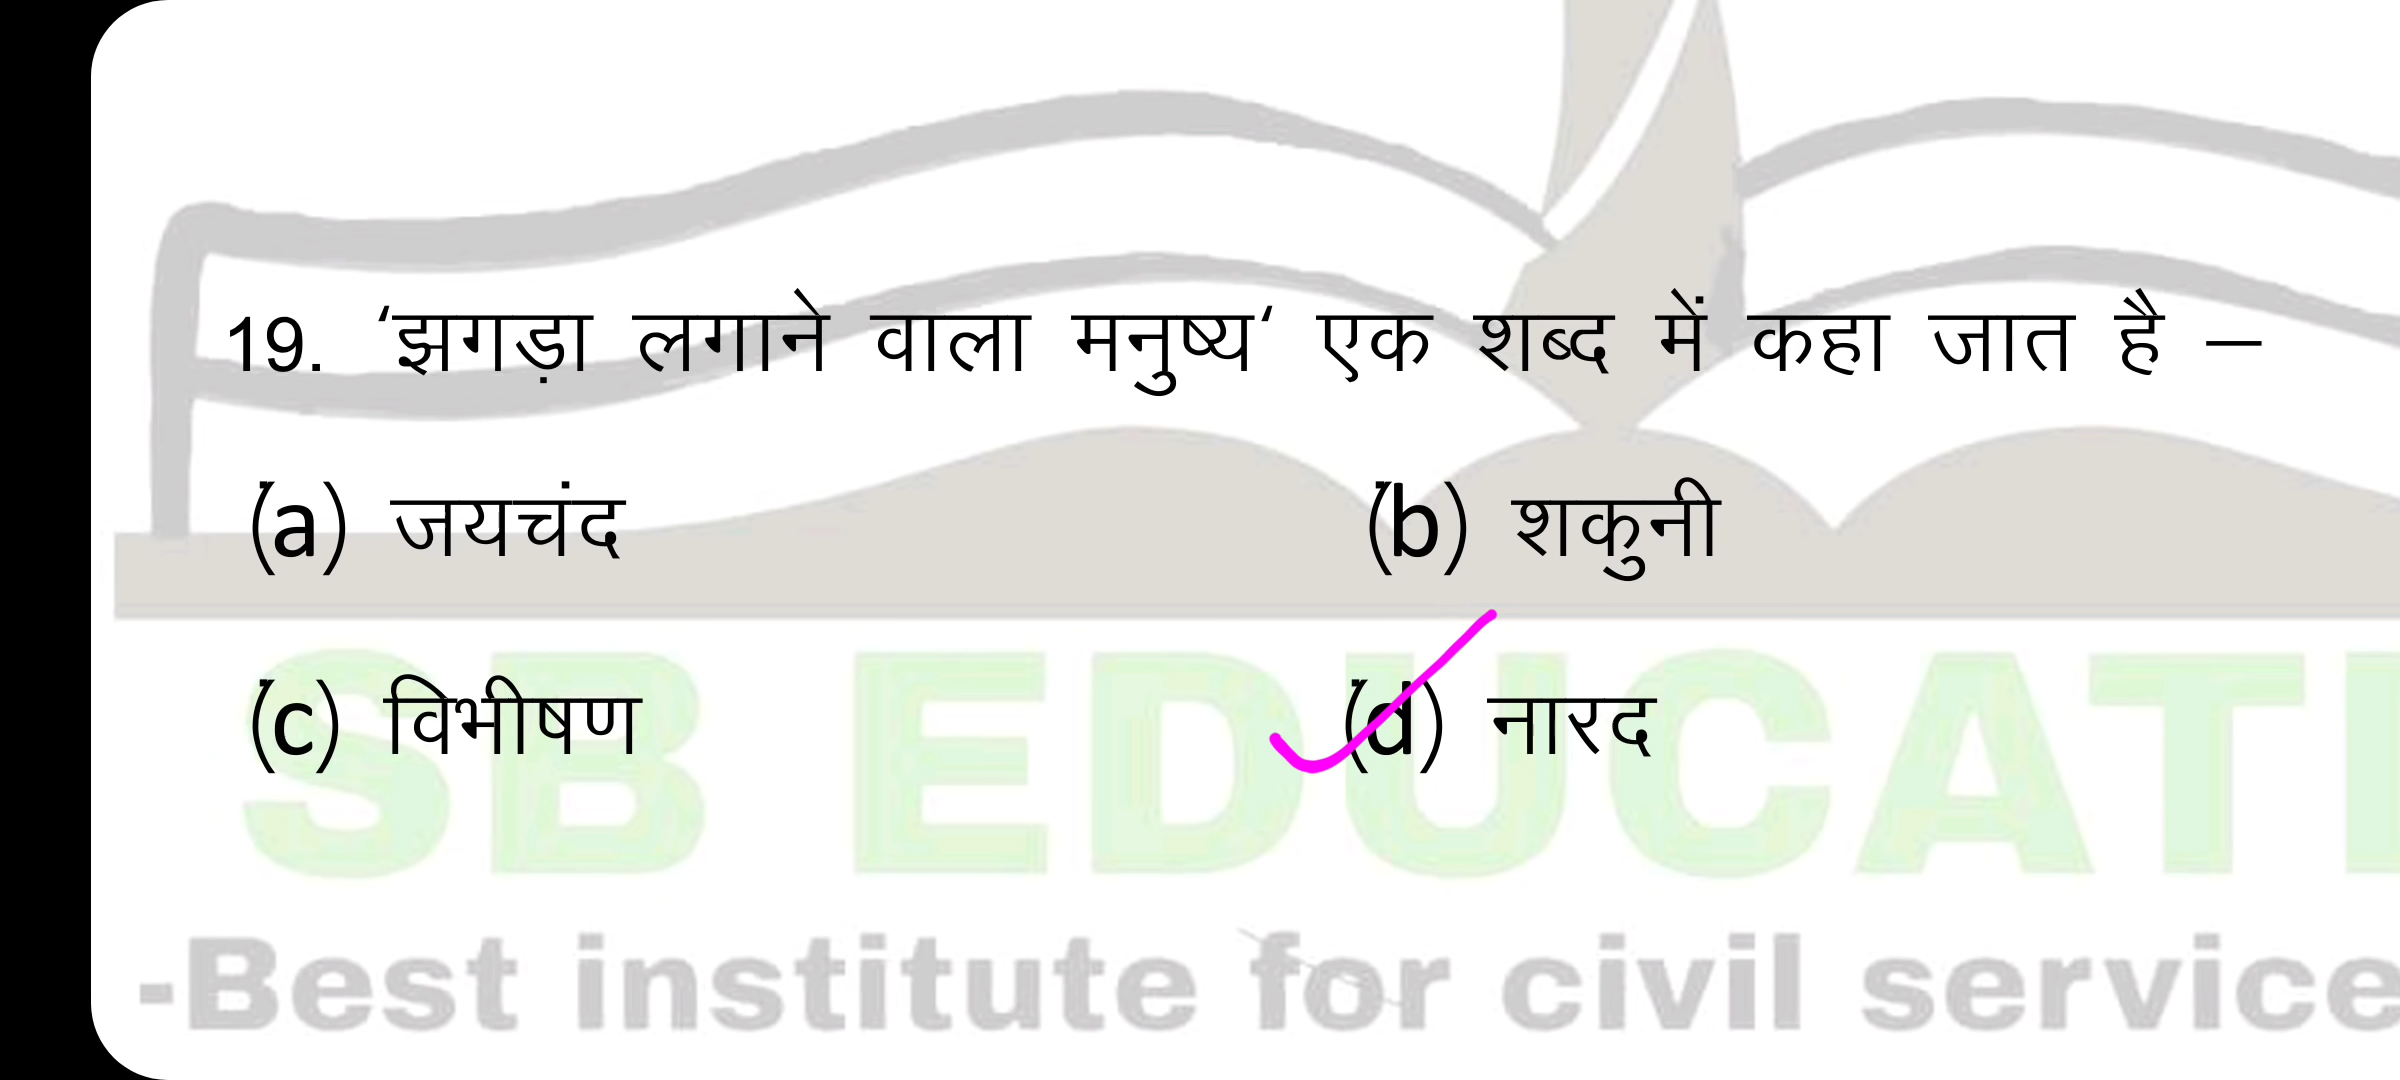 19. ‘झगड़ा लगाने वाला मनुष्य‘ एक शब्द में कहा जात है –
(a) जयचंद (b) शकुनी
(c) विभीषण (d) नारद
SB EDUCATI
-Best institute for civil service